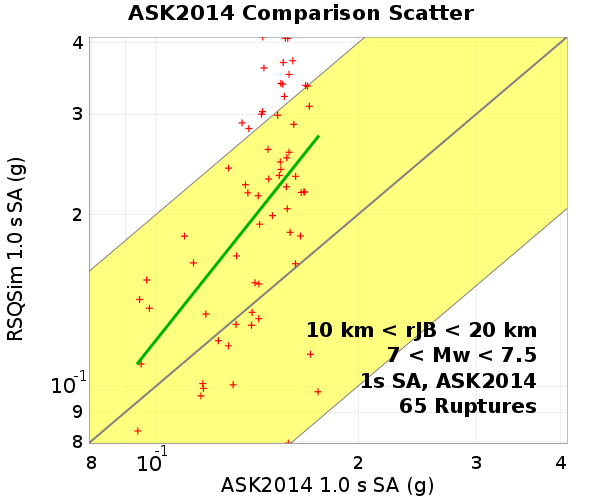 ASK2014 Comparison Scatter
RSQSim 1.0 s SA (g)
4
3
2
10-1
9
8
10 km < rJB < 20 km
7 < Mw < 7.5
1s SA, ASK2014
65 Ruptures
8 10-1 2 3 4
ASK2014 1.0 s SA (g)